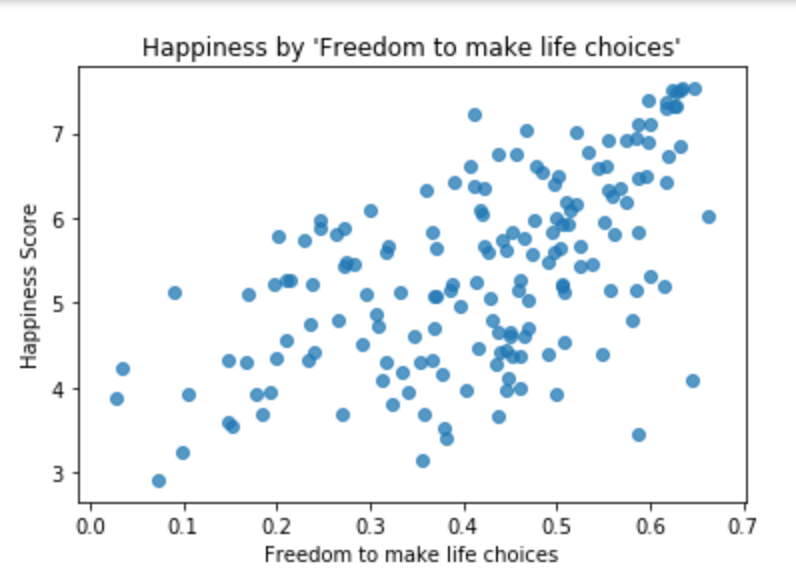 Happiness by 'Freedom to make life choices'
Happiness Score
7
6
5
4
3
0.0 0.1 0.2 0.3 0.4 0.5 0.6 0.7
Freedom to make life choices